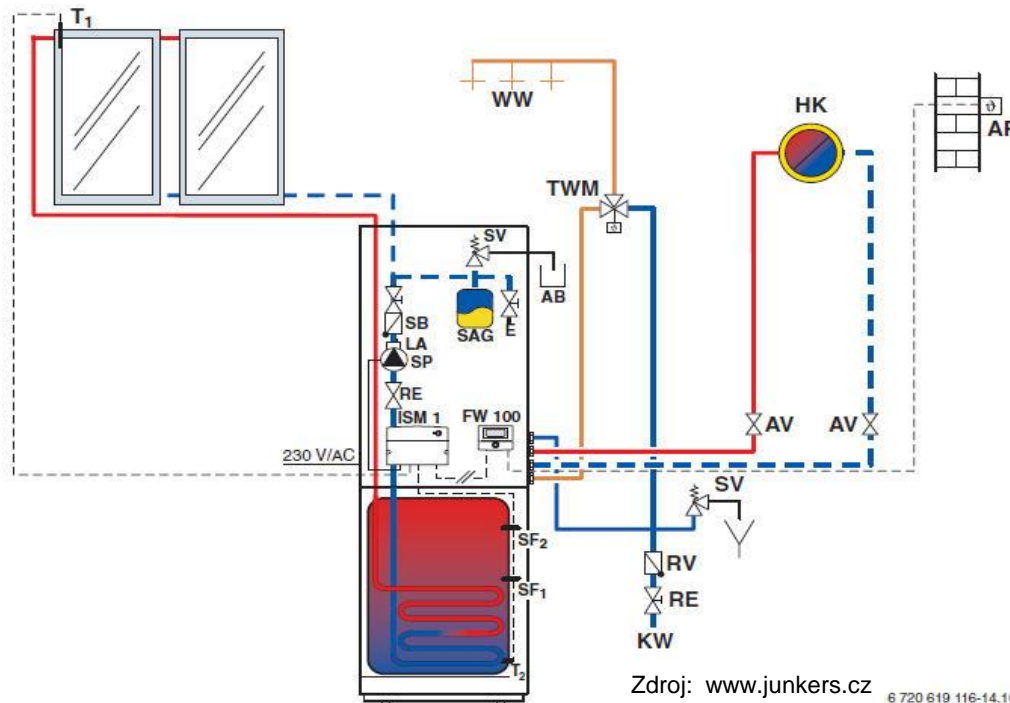 T1
WW
HK
AF
TWM
SV
AB
SAG
E
SB
LA
SP
RE
ISM 1
FW 100
AV
AV
230 V/AC
SV
SF2
SF1
RV
RE
T2
KW
Zdroj: www.junkers.cz
6 720 619 116-14.1